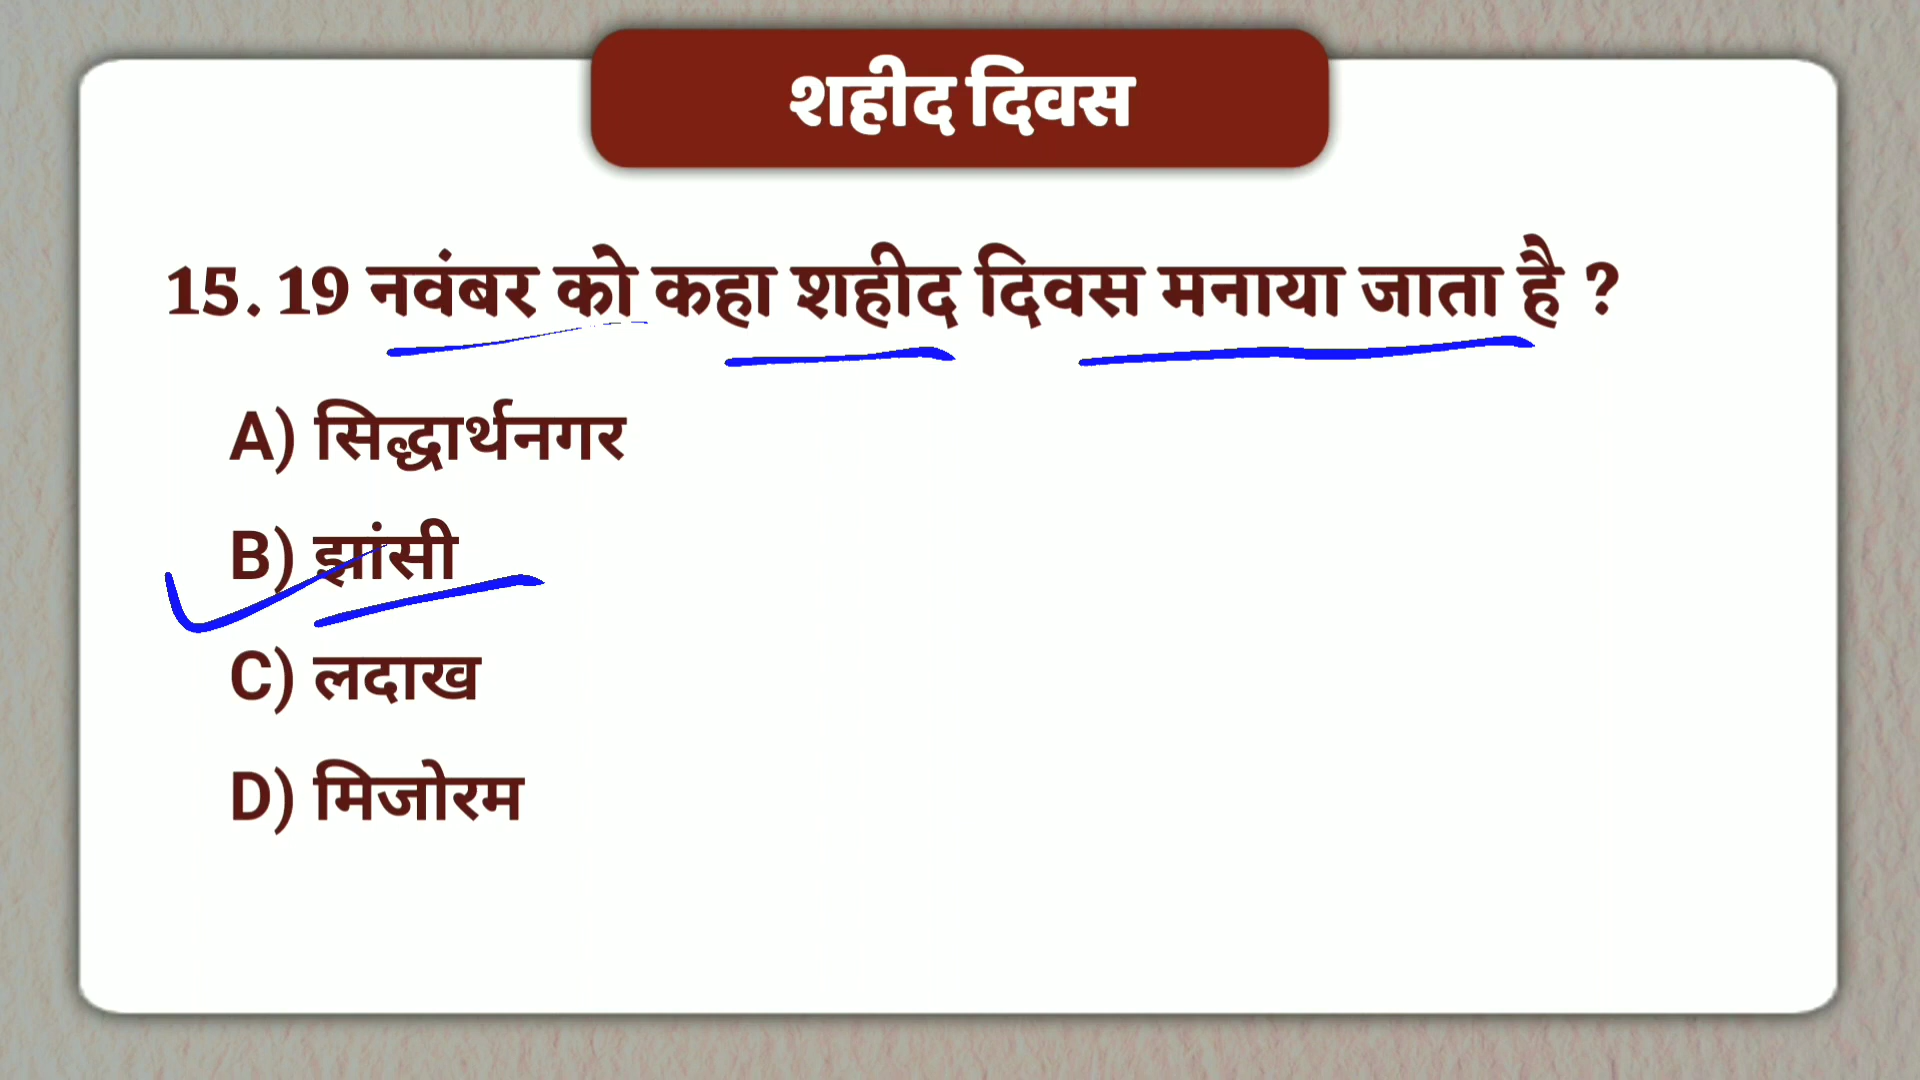 शहीद दिवस
15. 19 नवंबर को कहा शहीद दिवस मनाया जाता है ?
A) सिद्धार्थनगर
B) झांसी
C) लदाख
D) मिजोरम